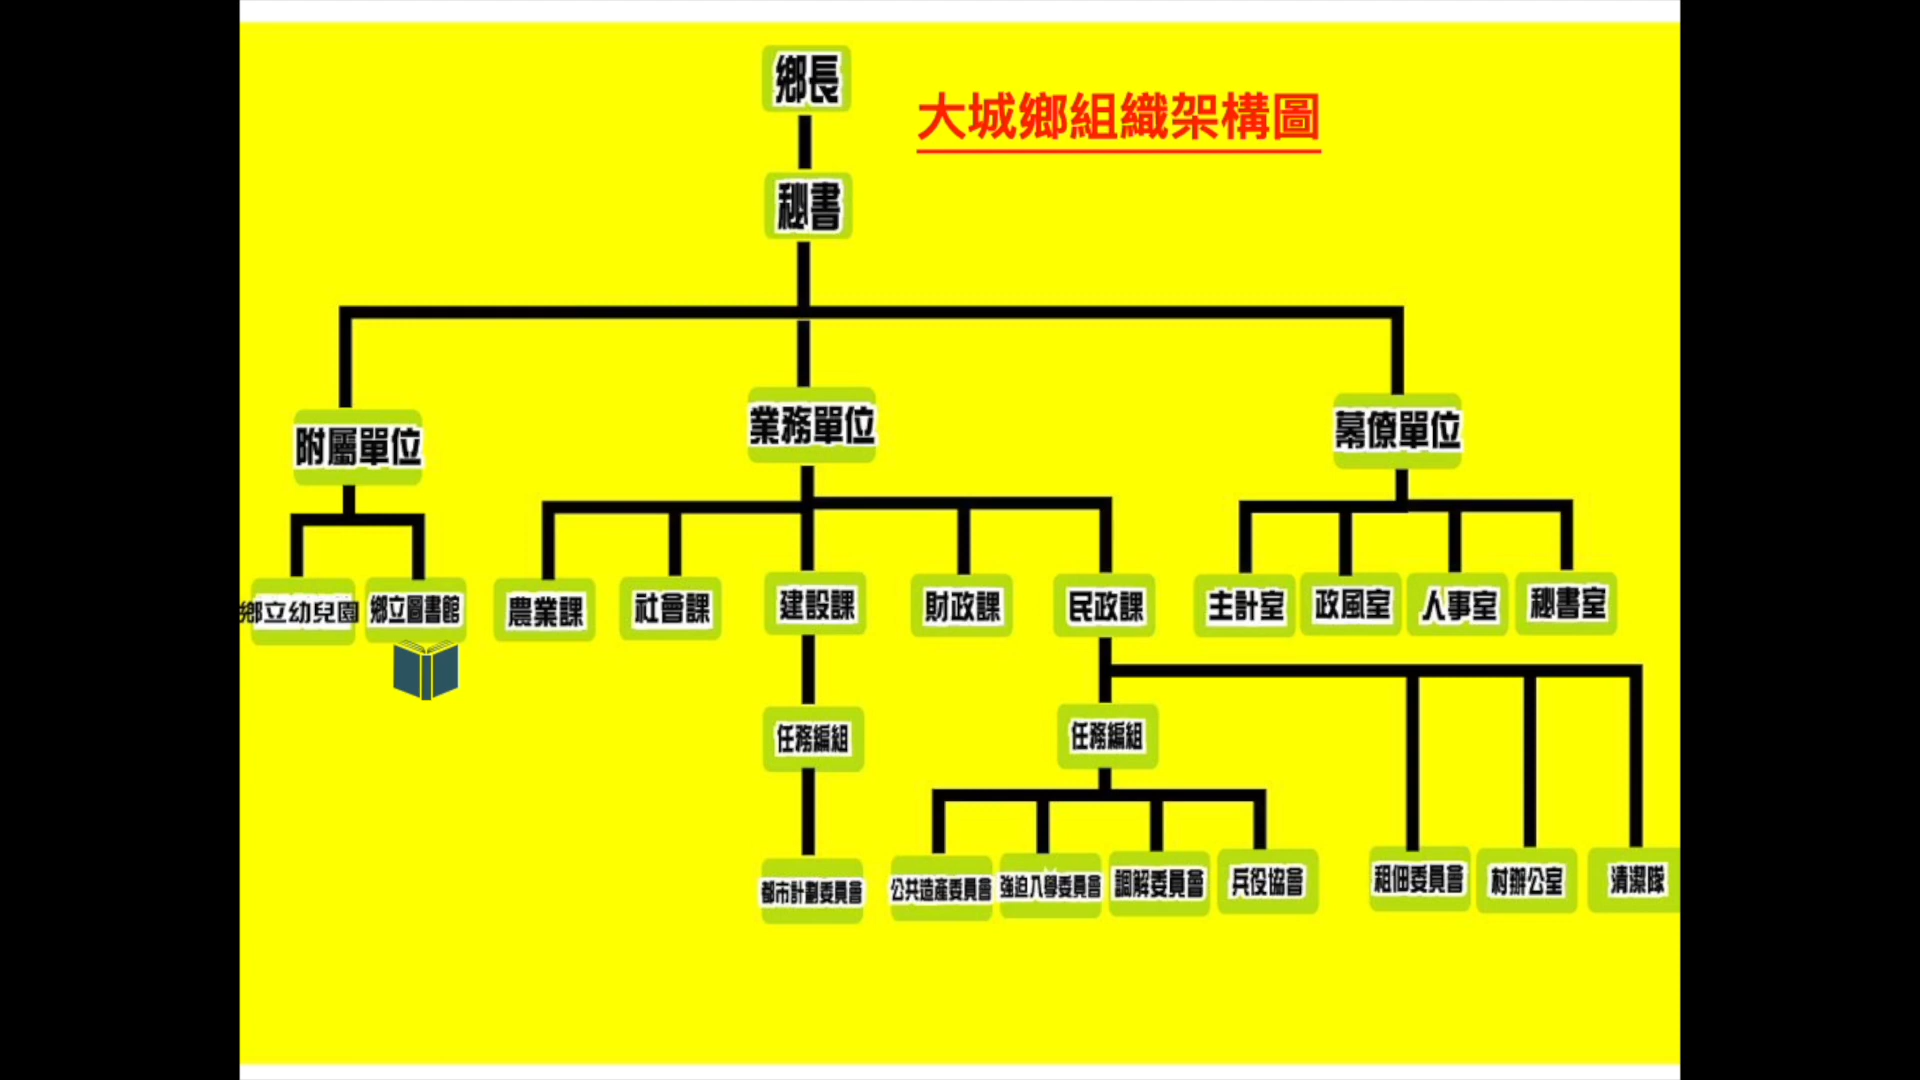 鄉長
大城鄉組織架構圖
秘書
附屬單位
業務單位
幕僚單位
鄉立幼兒園
鄉立圖書館
農業課
社會課
建設課
財政課
民政課
主計室
政風室
人事室
秘書室
任務編組
任務編組
都市計劃委員會
公共造產委員會
強迫入學委員會
調解委員會
兵役協會
租佃委員會
村辦公室
清潔隊